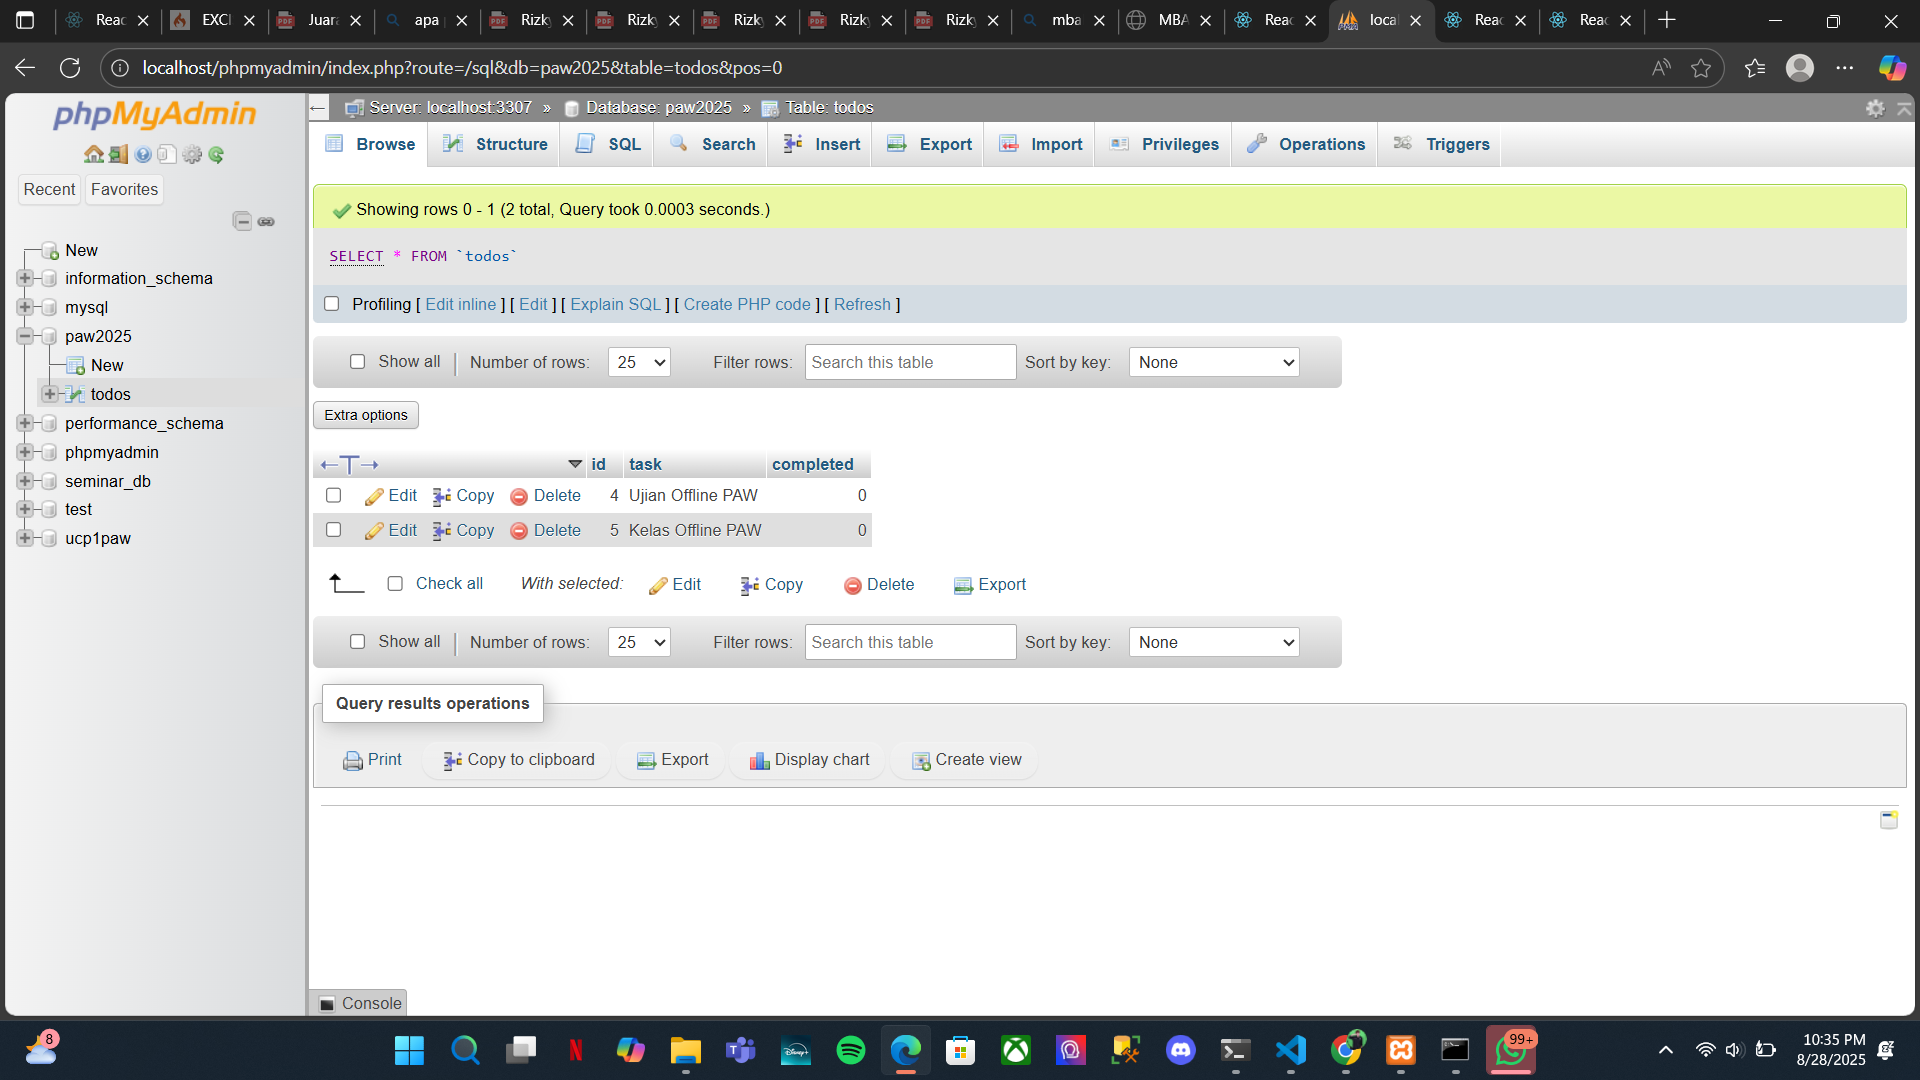 Reac
EXCI
Juara
apa
Rizky
Rizky
Rizky
Rizky
Rizky
mba
MBA
Reac
local
Reac
Reac
localhost/phpmyadmin/index.php?route=/sql&db=paw2025&table=todos&pos=0
phpMyAdmin
Recent Favorites
New
information_schema
mysql
paw2025
New
todos
performance_schema
phpmyadmin
seminar_db
test
ucp1paw
Server: localhost:3307 » Database: paw2025 » Table: todos
Browse Structure SQL Search Insert Export Import Privileges Operations Triggers
Showing rows 0 - 1 (2 total, Query took 0.0003 seconds.)
SELECT * FROM `todos`
Profiling [ Edit inline ] [ Edit ] [ Explain SQL ] [ Create PHP code ] [ Refresh ]
Show all Number of rows: 25 Filter rows: Search this table Sort by key: None
Extra options
id task completed
Edit Copy Delete 4 Ujian Offline PAW 0
Edit Copy Delete 5 Kelas Offline PAW 0
Check all With selected: Edit Copy Delete Export
Show all Number of rows: 25 Filter rows: Search this table Sort by key: None
Query results operations
Print Copy to clipboard Export Display chart Create view
Console
8
99+
10:35 PM
8/28/2025